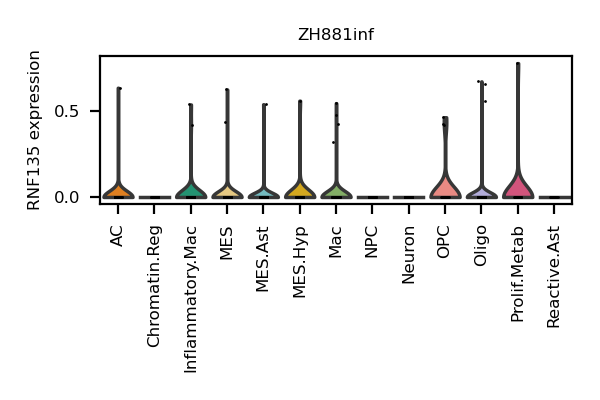 ZH881inf
RNF135 expression
0.5
0.0
AC
Chromatin.Reg
Inflammatory.Mac
MES
MES.Ast
MES.Hyp
Mac
NPC
Neuron
OPC
Oligo
Prolif.Metab
Reactive.Ast